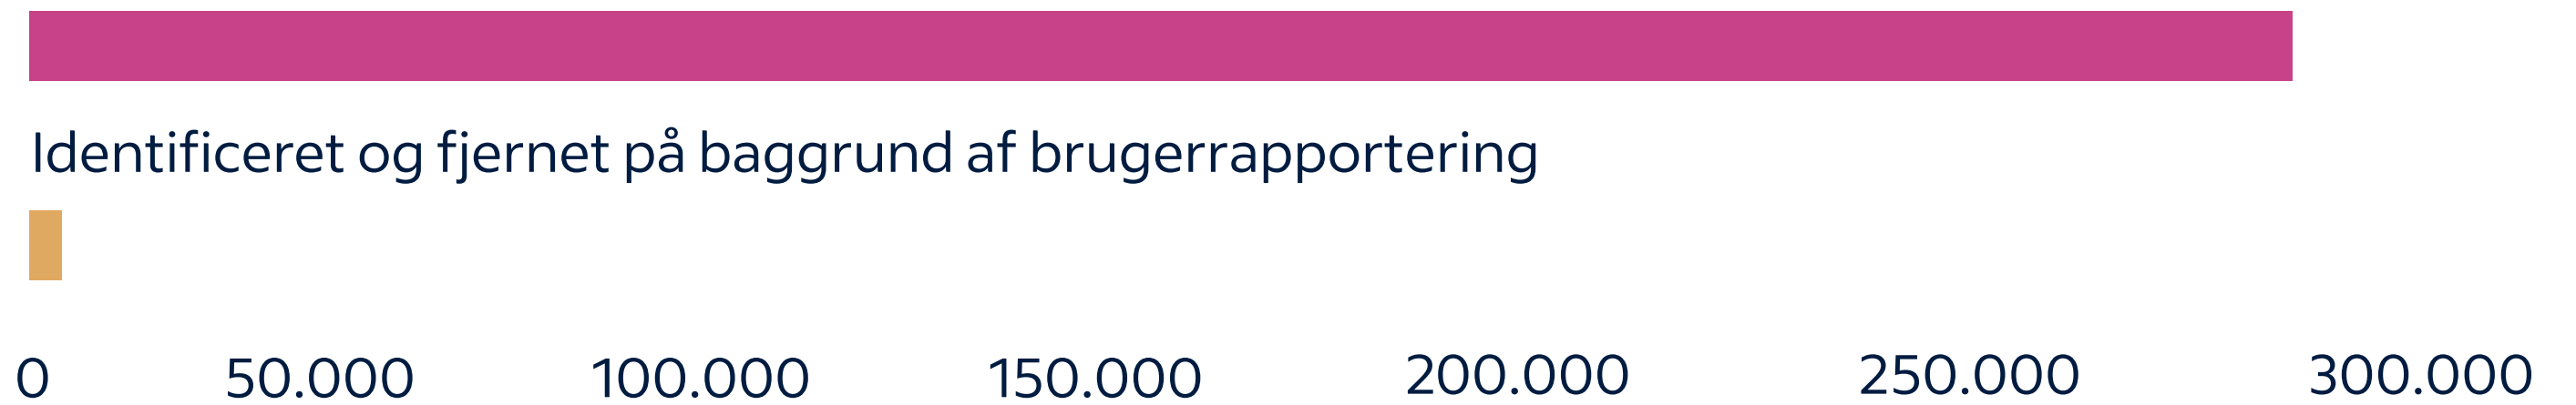 Identificeret og fjernet på baggrund af brugerrapportering
0 50.000 100.000 150.000 200.000 250.000 300.000